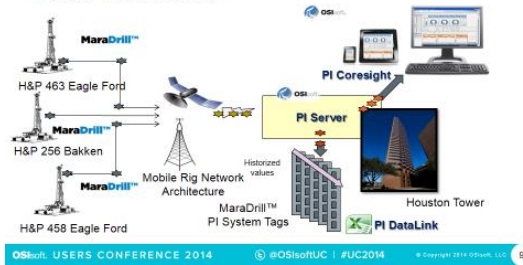 MaraDrill™
H&P 463 Eagle Ford
MaraDrill™
H&P 256 Bakken
MaraDrill™
H&P 458 Eagle Ford
Mobile Rig Network
Architecture
OSIsoft.
PI Coresight
OSIsoft.
PI Server
Historized
values
MaraDrill™
PI System Tags
PI DataLink
Houston Tower
OSIsoft. USERS CONFERENCE 2014
@OSIsoftUC | #UC2014
© Copyright 2014 OSIsoft, LLC